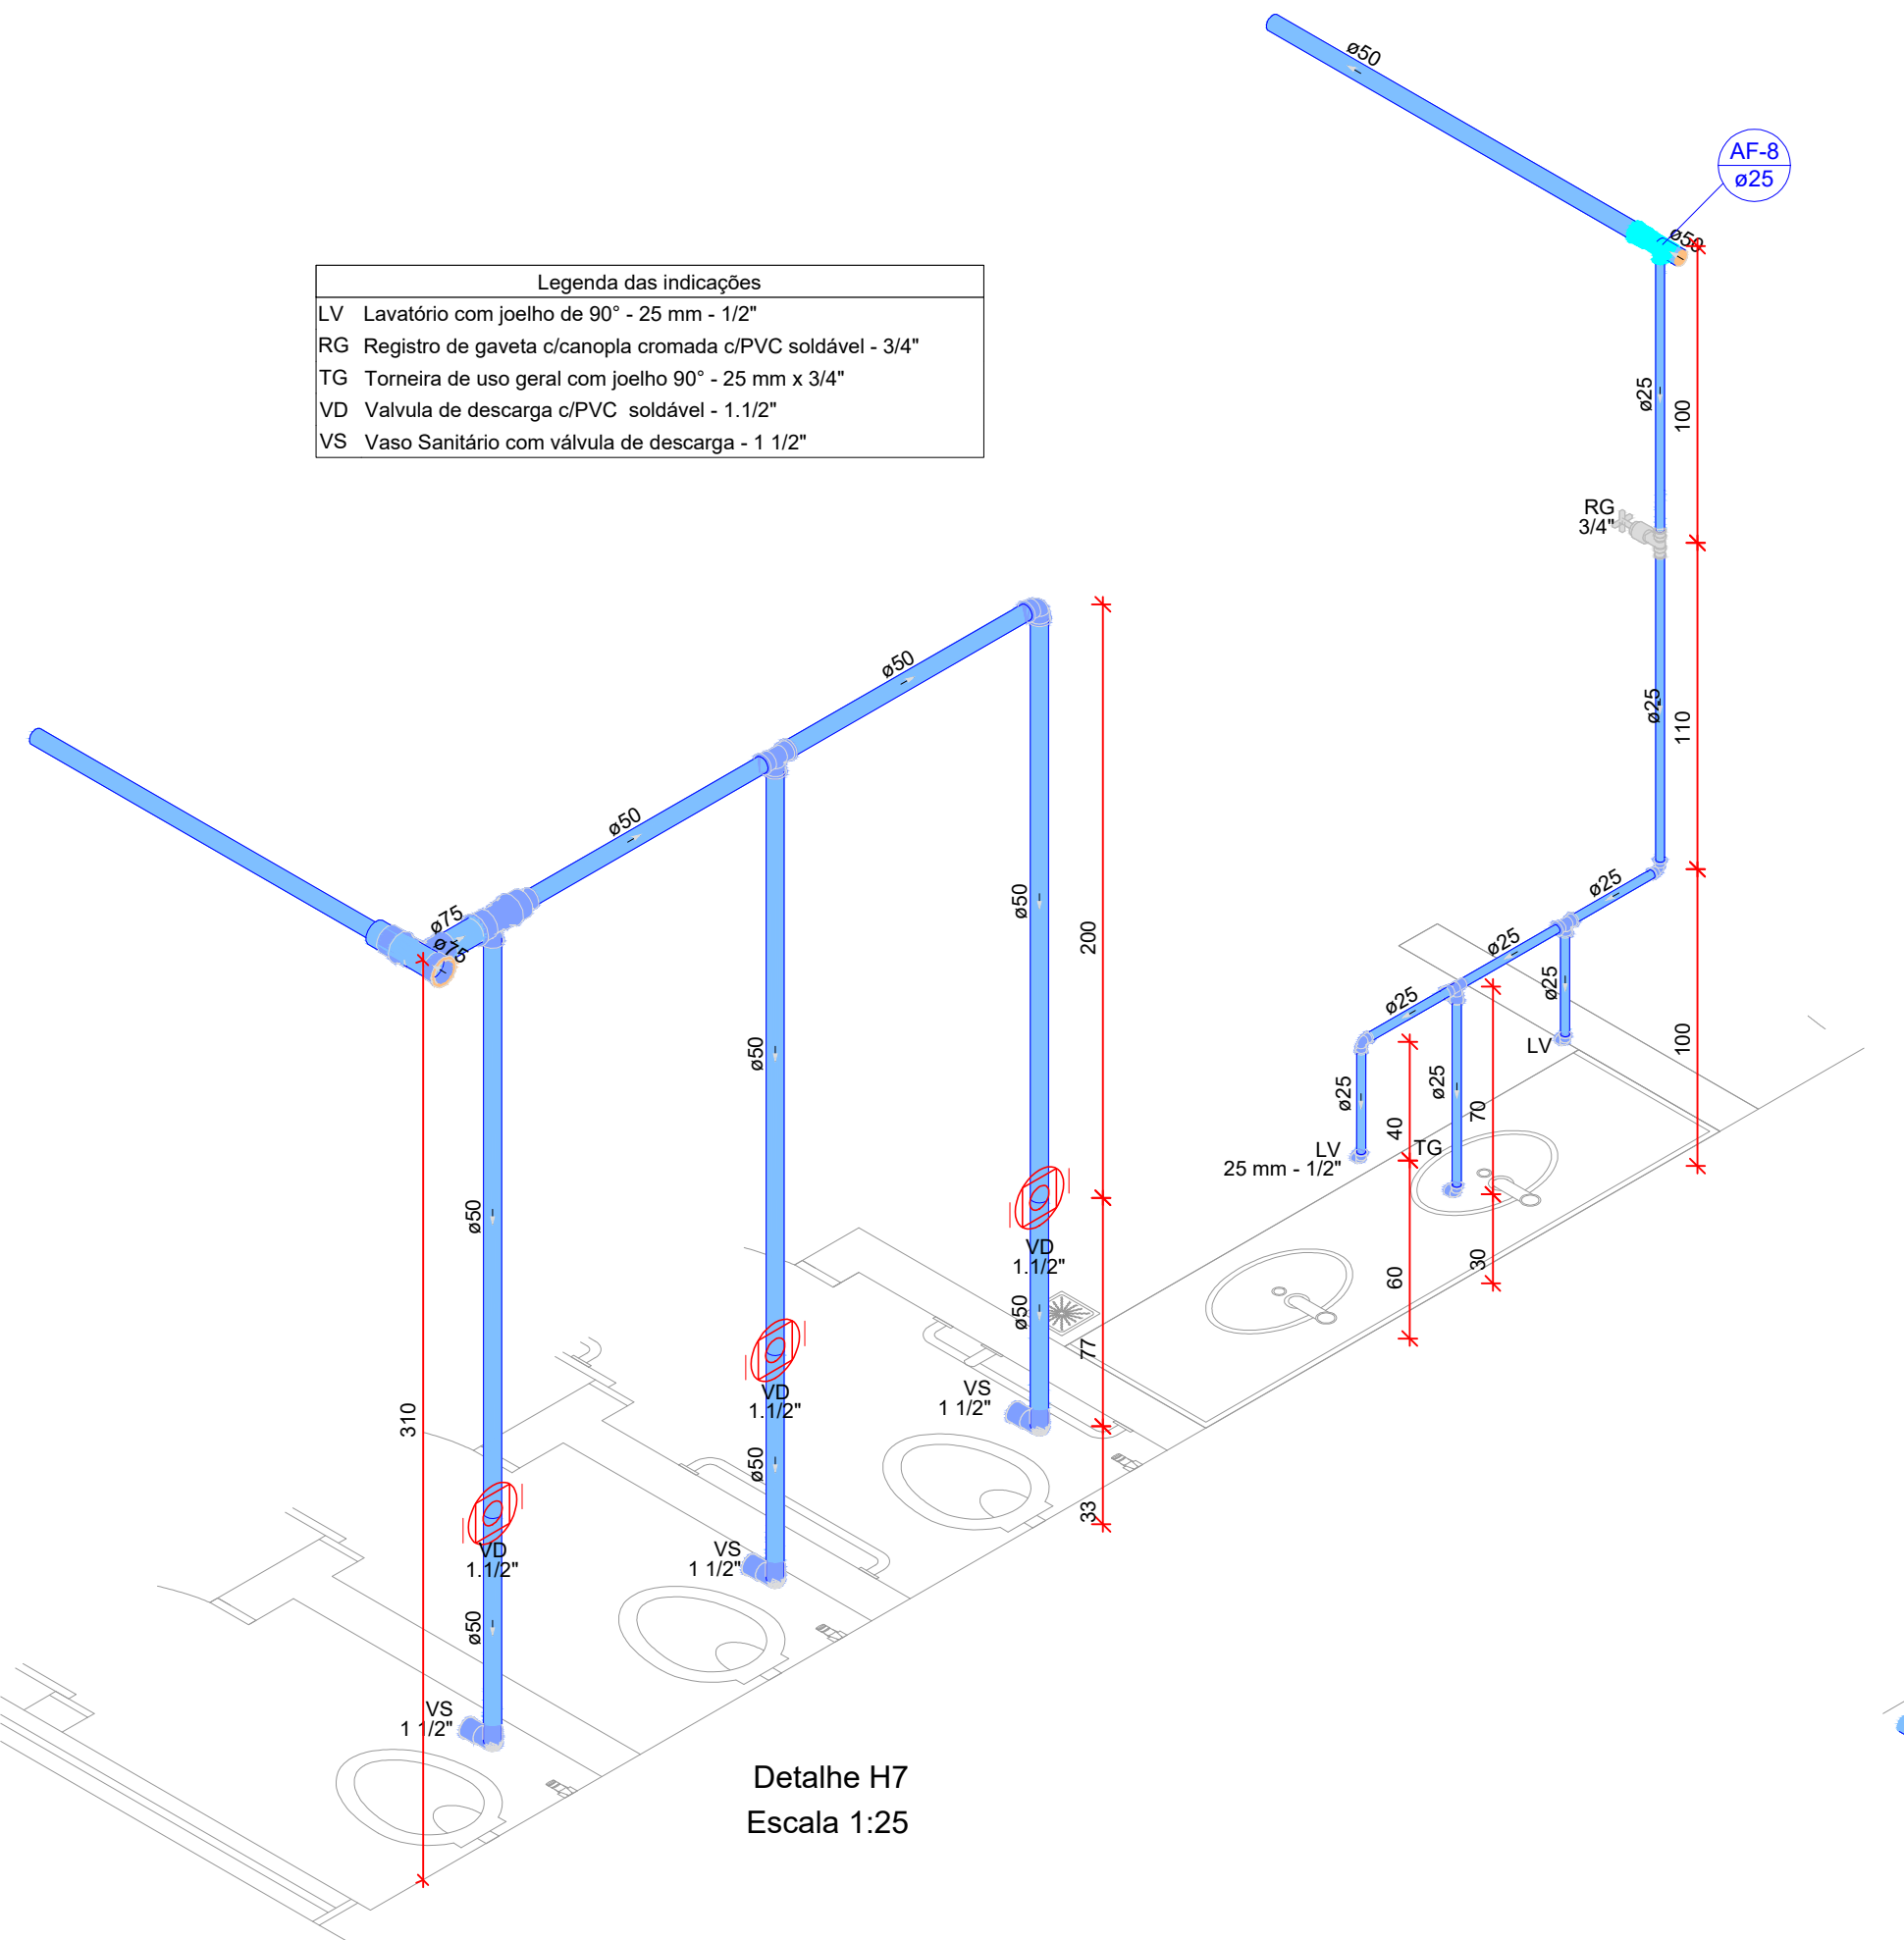 ø50
AF-8
ø25
ø50
Legenda das indicações
LV Lavatório com joelho de 90° - 25 mm - 1/2"
RG Registro de gaveta c/canopla cromada c/PVC soldável - 3/4"
TG Torneira de uso geral com joelho 90° - 25 mm x 3/4"
VD Valvula de descarga c/PVC soldável - 1.1/2"
VS Vaso Sanitário com válvula de descarga - 1 1/2"
ø25
100
RG
3/4"
ø50
ø25
110
ø50
ø25
ø50
200
ø75
ø75
ø25
ø25
ø25
100
ø50
ø25
ø25
70
40
LV
LV
25 mm - 1/2"
TG
ø50
VD
1.1/2"
30
60
ø50
77
VS
1 1/2"
VD
1.1/2"
310
ø50
33
VD
1.1/2"
VS
1 1/2"
ø50
VS
1 1/2"
Detalhe H7
Escala 1:25